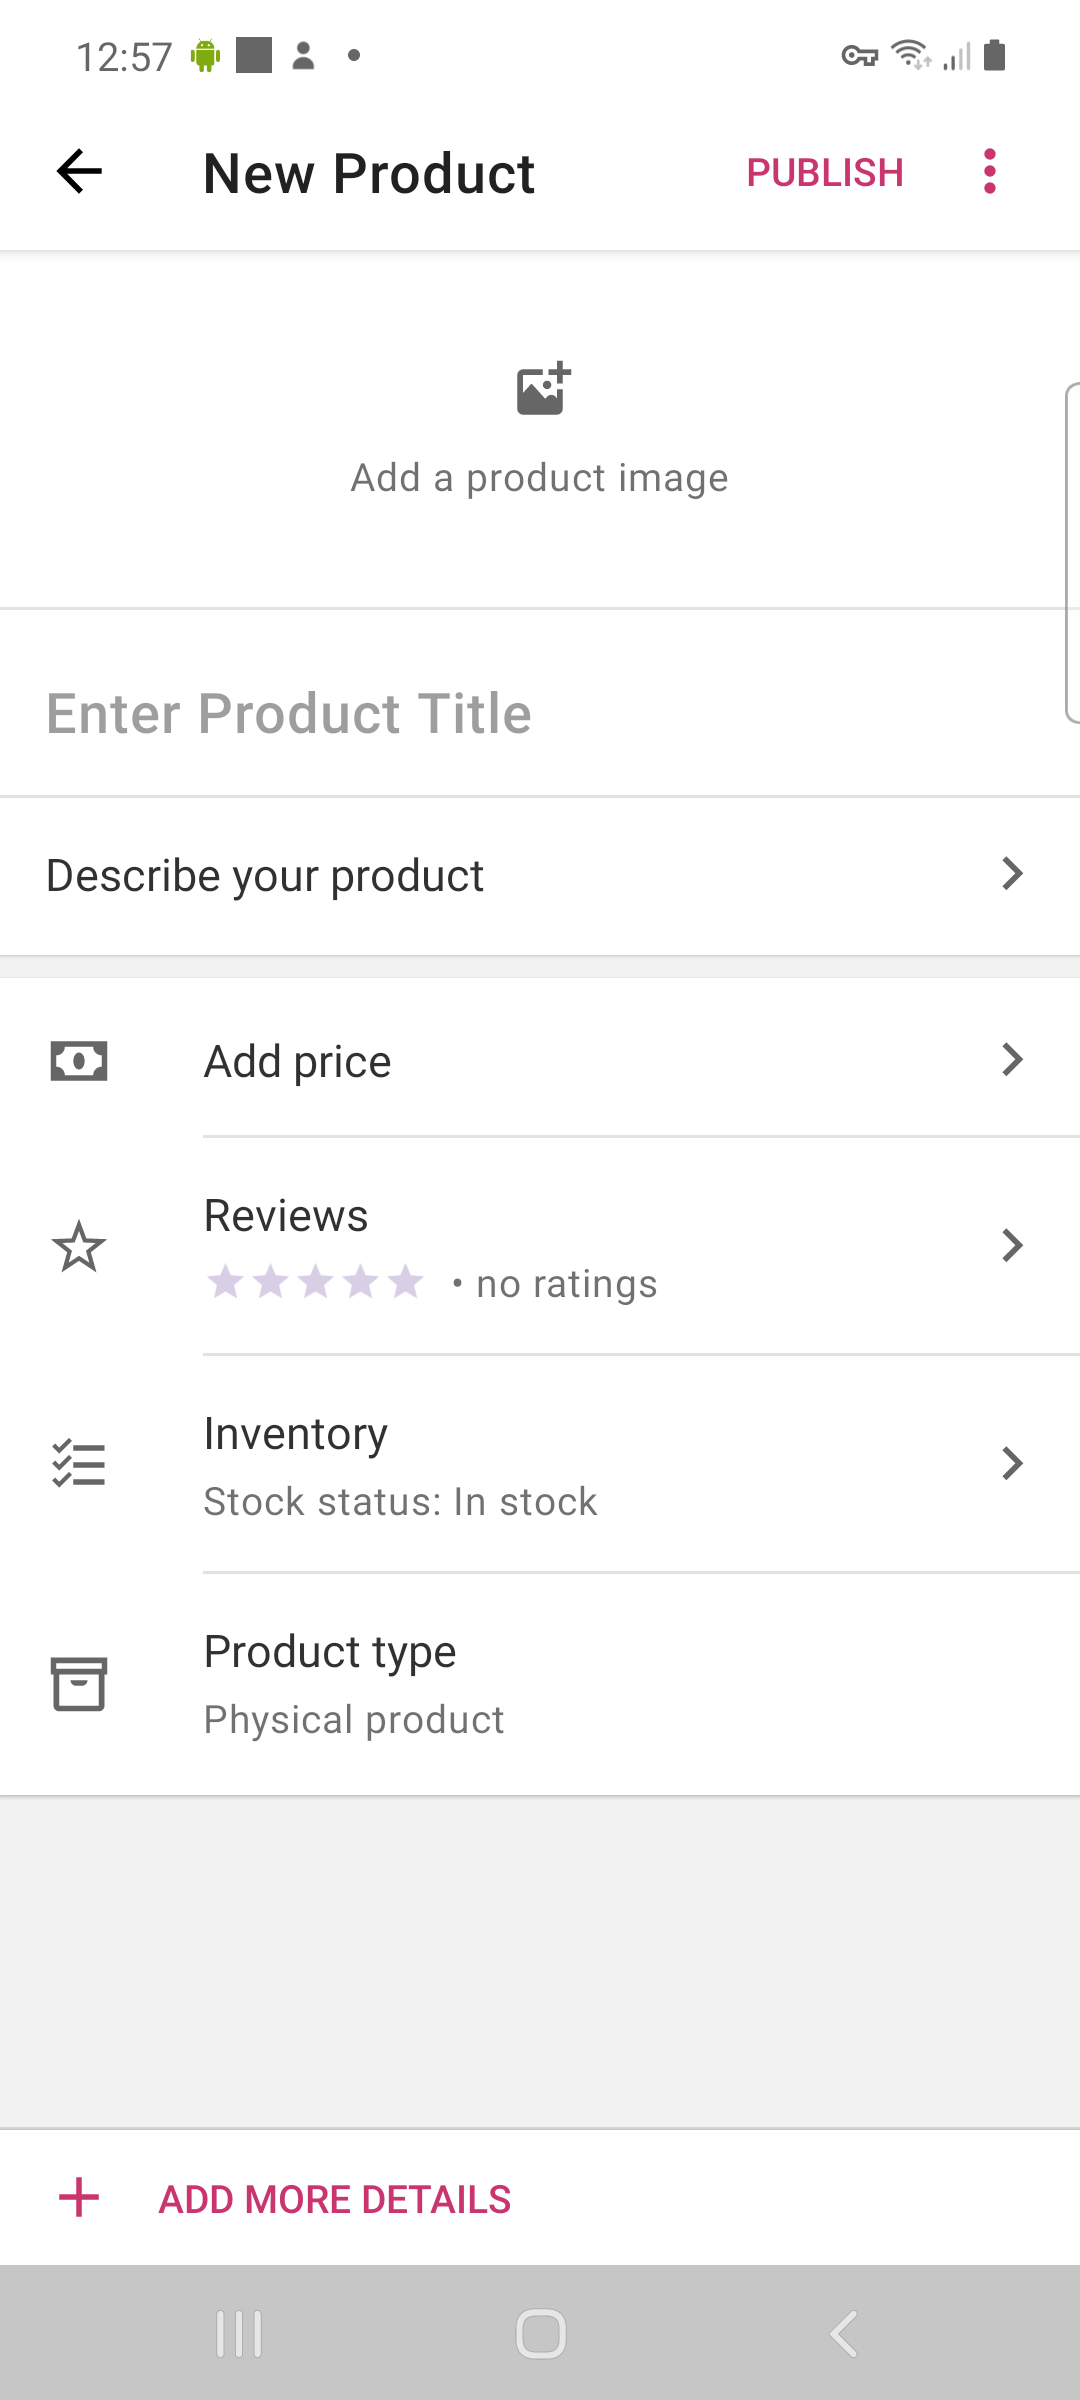 12:57
New Product
PUBLISH
Add a product image
Enter Product Title
Describe your product
Add price
Reviews
• no ratings
Inventory
Stock status: In stock
Product type
Physical product
ADD MORE DETAILS